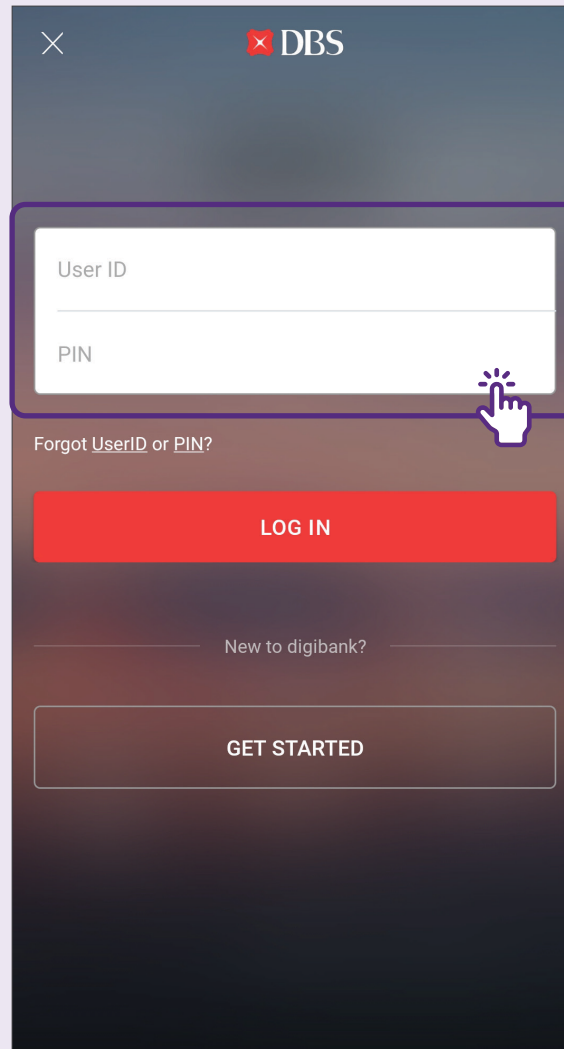 DBS
User ID
PIN
Forgot UserID or PIN?
LOG IN
New to digibank?
GET STARTED